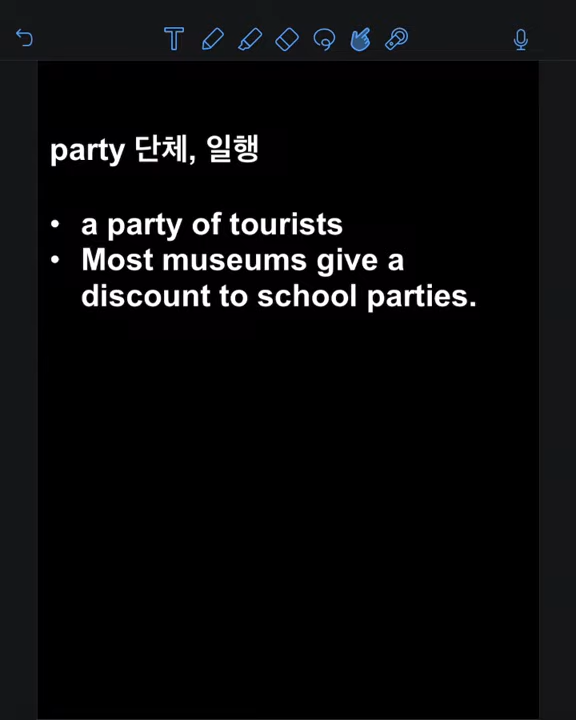 party 단체, 일행
• a party of tourists
• Most museums give a
discount to school parties.